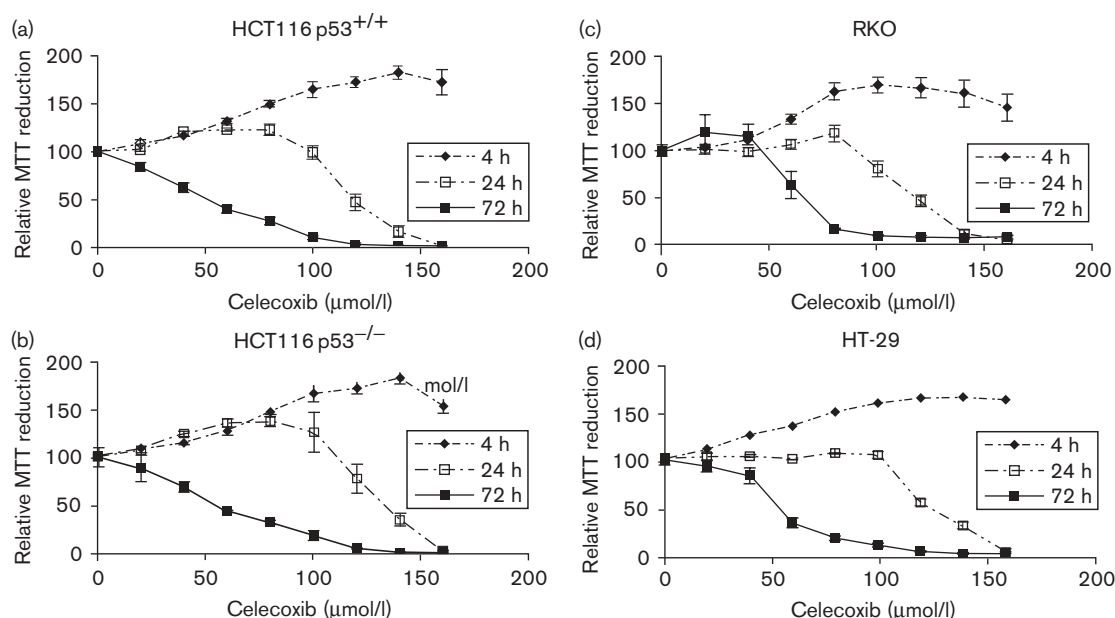 (a)
HCT116 p53+/+
Relative MTT reduction
200
150
100
50
0
4 h
24 h
72 h
0 50 100 150 200
Celecoxib (μmol/l)
(c)
RKO
Relative MTT reduction
200
150
100
50
0
4 h
24 h
72 h
0 50 100 150 200
Celecoxib (μmol/l)
(b)
HCT116 p53−/−
Relative MTT reduction
200
150
100
50
0
mol/l
4 h
24 h
72 h
0 50 100 150 200
Celecoxib (μmol/l)
(d)
HT-29
Relative MTT reduction
200
150
100
50
0
4 h
24 h
72 h
0 50 100 150 200
Celecoxib (μmol/l)